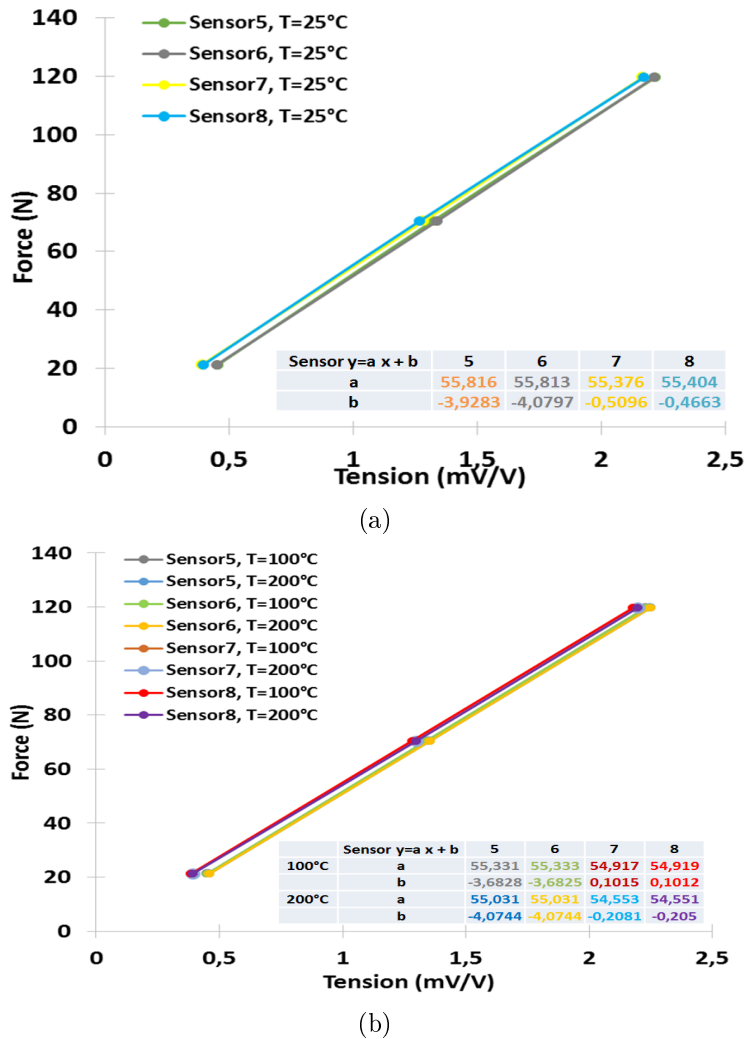 140
120
100
80
60
40
20
0
Force (N)
Sensor5, T=25°C
Sensor6, T=25°C
Sensor7, T=25°C
Sensor8, T=25°C
Sensor y=a x + b 5 6 7 8
a 55,816 55,813 55,376 55,404
b -3,9283 -4,0797 -0,5096 -0,4663
0 0,5 1 1,5 2 2,5
Tension (mV/V)
(a)
140
120
100
80
60
40
20
0
Force (N)
Sensor5, T=100°C
Sensor5, T=200°C
Sensor6, T=100°C
Sensor6, T=200°C
Sensor7, T=100°C
Sensor7, T=200°C
Sensor8, T=100°C
Sensor8, T=200°C
Sensor y=a x + b 5 6 7 8
100°C a 55,331 55,333 54,917 54,919
b -3,6828 -3,6825 0,1015 0,1012
200°C a 55,031 55,031 54,553 54,551
b -4,0744 -4,0744 -0,2081 -0,205
0 0,5 1 1,5 2 2,5
Tension (mV/V)
(b)